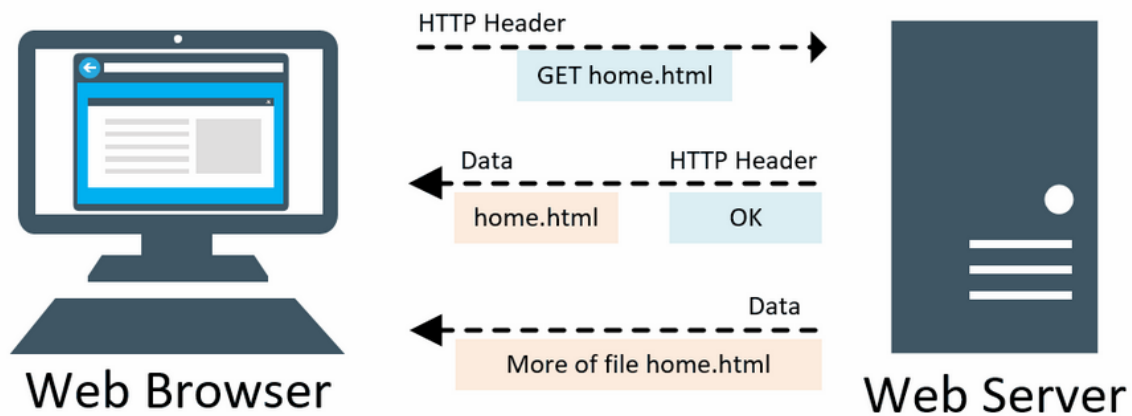 HTTP Header
GET home.html
Data HTTP Header
home.html OK
Data
More of file home.html
Web Browser
Web Server